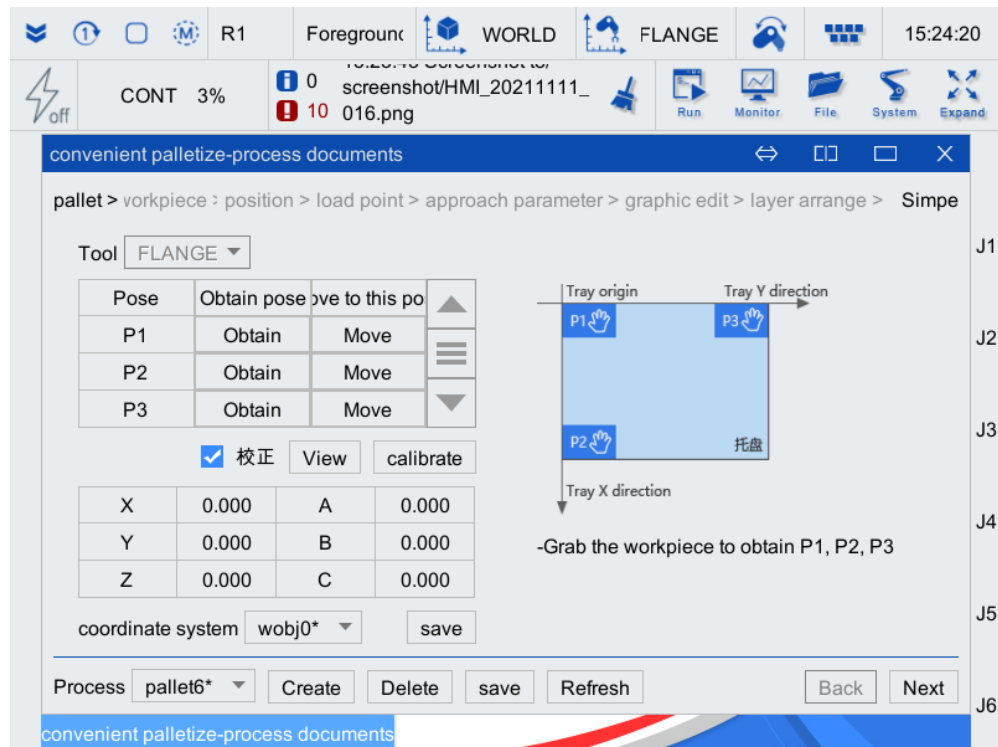 1 M R1 Foreground WORLD FLANGE 15:24:20
off CONT 3% i 0 screenshot/HMI_20211111_ Run Monitor File System Expand
! 10 016.png
convenient palletize-process documents
pallet > workpiece > position > load point > approach parameter > graphic edit > layer arrange > Simpe
Tool FLANGE
Pose Obtain pose ove to this po
P1 Obtain Move
P2 Obtain Move
P3 Obtain Move
校正 View calibrate
X 0.000 A 0.000
Y 0.000 B 0.000
Z 0.000 C 0.000
coordinate system wobj0* save
Tray origin Tray Y direction
P1 P3
P2 托盘
Tray X direction
-Grab the workpiece to obtain P1, P2, P3
J1
J2
J3
J4
J5
J6
Process pallet6* Create Delete save Refresh Back Next
convenient palletize-process documents